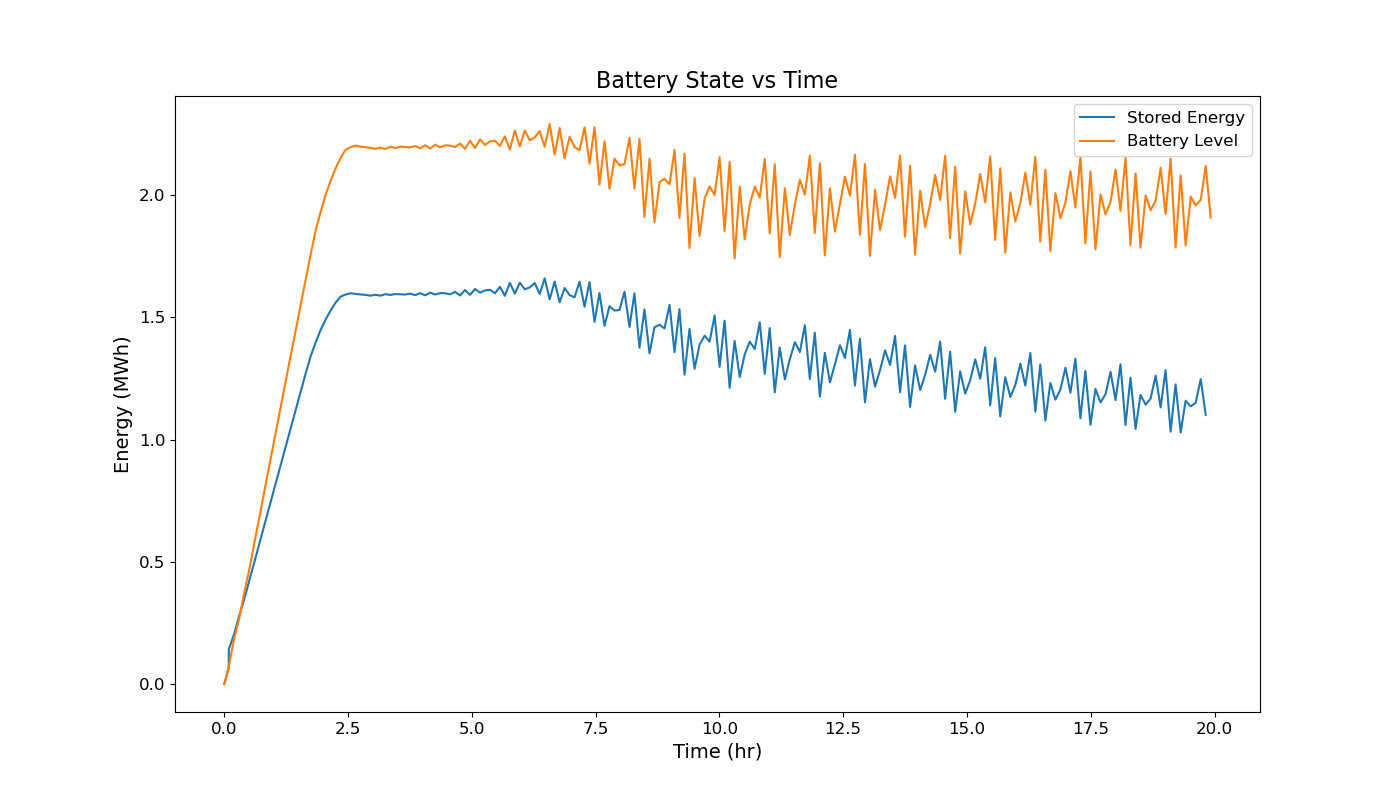 Battery State vs Time
Stored Energy
Battery Level
Energy (MWh)
2.0
1.5
1.0
0.5
0.0
0.0 2.5 5.0 7.5 10.0 12.5 15.0 17.5 20.0
Time (hr)